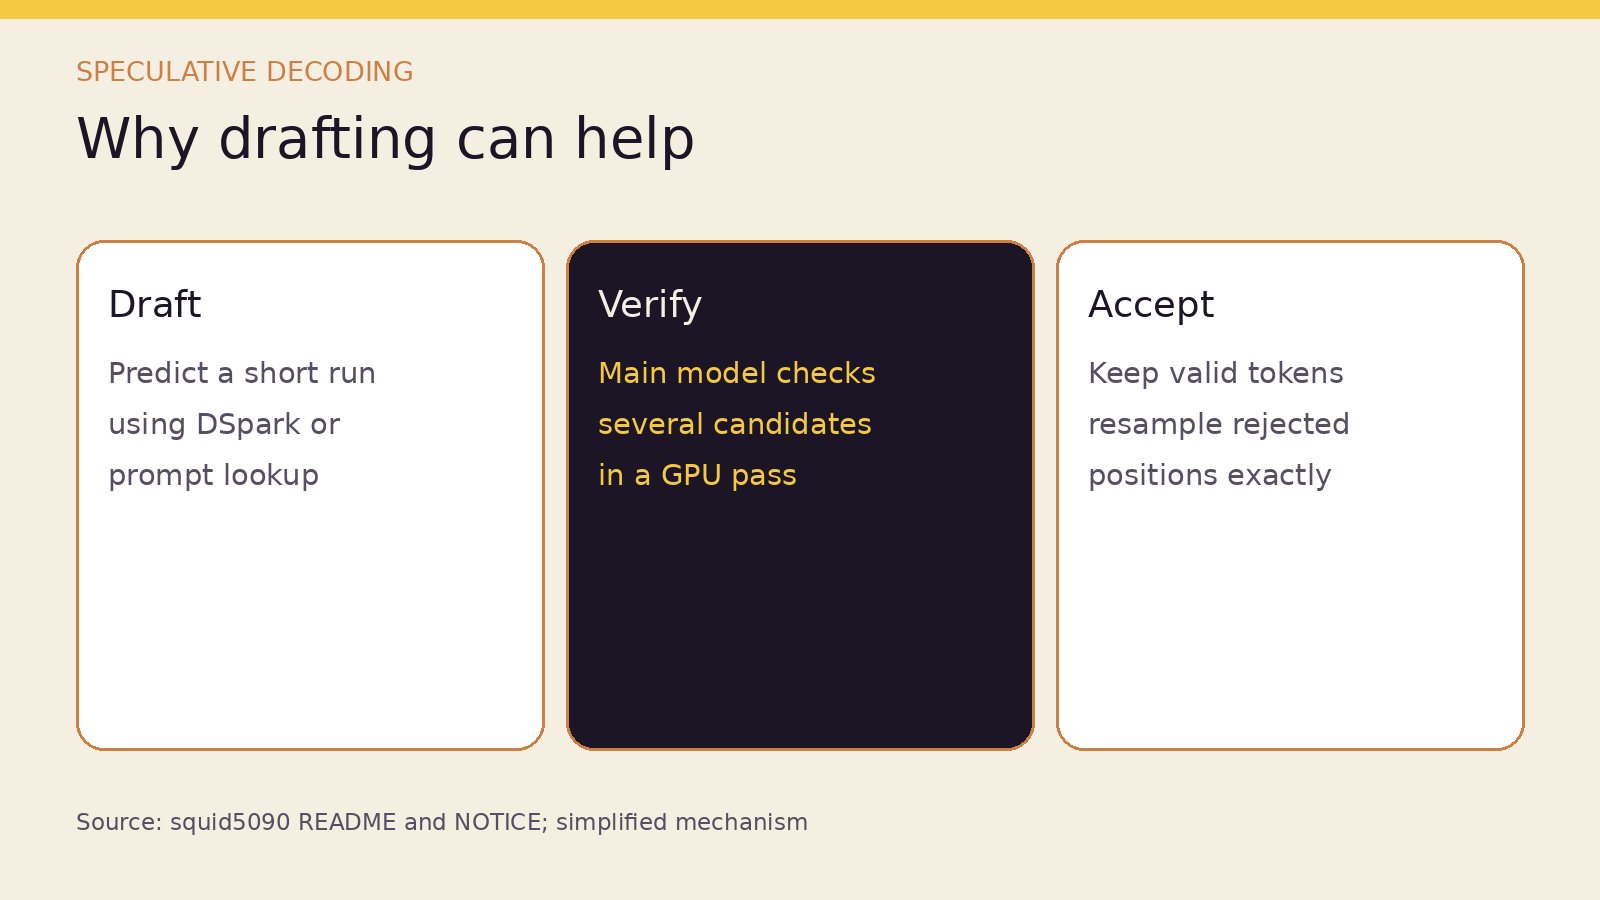 SPECULATIVE DECODING
Why drafting can help
Draft
Predict a short run
using DSpark or
prompt lookup
Verify
Main model checks
several candidates
in a GPU pass
Accept
Keep valid tokens
resample rejected
positions exactly
Source: squid5090 README and NOTICE; simplified mechanism